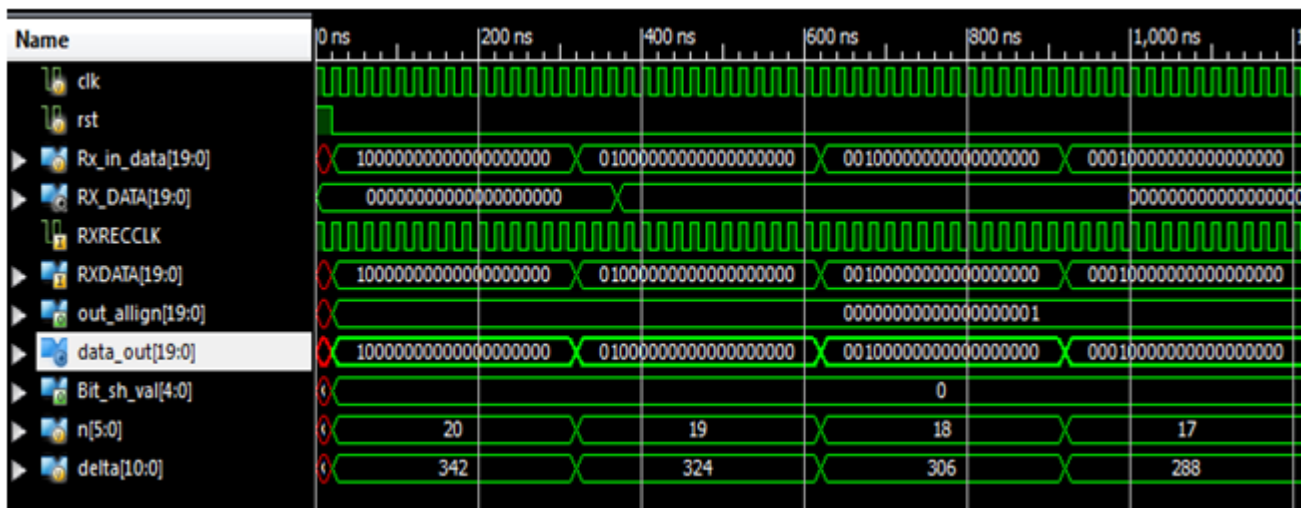 Name 0 ns 200 ns 400 ns 600 ns 800 ns 1,000 ns
clk
rst
Rx_in_data[19:0] 10000000000000000000 01000000000000000000 00100000000000000000 00010000000000000000
RX_DATA[19:0] 00000000000000000000
RXRECCLK
RXDATA[19:0] 10000000000000000000 01000000000000000000 00100000000000000000 00010000000000000000
out_allign[19:0] 00000000000000000001
data_out[19:0] 10000000000000000000 01000000000000000000 00100000000000000000 00010000000000000000
Bit_sh_val[4:0] 0
n[5:0] 20 19 18 17
delta[10:0] 342 324 306 288